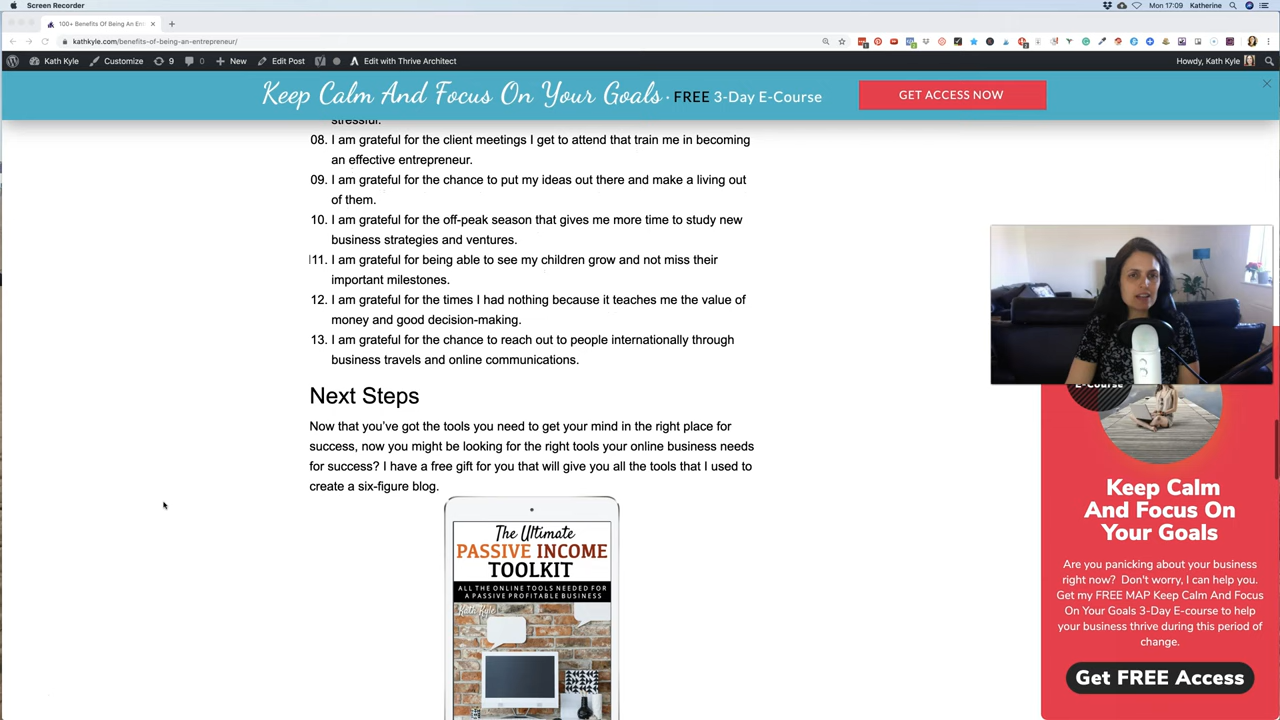 Screen Recorder
Mon 17:09 Katherine
100+ Benefits Of Being An Ent
kathkyle.com/benefits-of-being-an-entrepreneur/
Kath Kyle Customize 9 0 New Edit Post Edit with Thrive Architect Howdy, Kath Kyle
Keep Calm And Focus On Your Goals · FREE 3-Day E-Course GET ACCESS NOW
stressful.
08. I am grateful for the client meetings I get to attend that train me in becoming
an effective entrepreneur.
09. I am grateful for the chance to put my ideas out there and make a living out
of them.
10. I am grateful for the off-peak season that gives me more time to study new
business strategies and ventures.
11. I am grateful for being able to see my children grow and not miss their
important milestones.
12. I am grateful for the times I had nothing because it teaches me the value of
money and good decision-making.
13. I am grateful for the chance to reach out to people internationally through
business travels and online communications.
Next Steps
Now that you've got the tools you need to get your mind in the right place for
success, now you might be looking for the right tools your online business needs
for success? I have a free gift for you that will give you all the tools that I used to
create a six-figure blog.
The Ultimate
PASSIVE INCOME
TOOLKIT
ALL THE ONLINE TOOLS NEEDED FOR
A PASSIVE PROFITABLE BUSINESS
Kath Kyle
E-Course
Keep Calm
And Focus On
Your Goals
Are you panicking about your business
right now? Don't worry, I can help you.
Get my FREE MAP Keep Calm And Focus
On Your Goals 3-Day E-course to help
your business thrive during this period of
change.
Get FREE Access